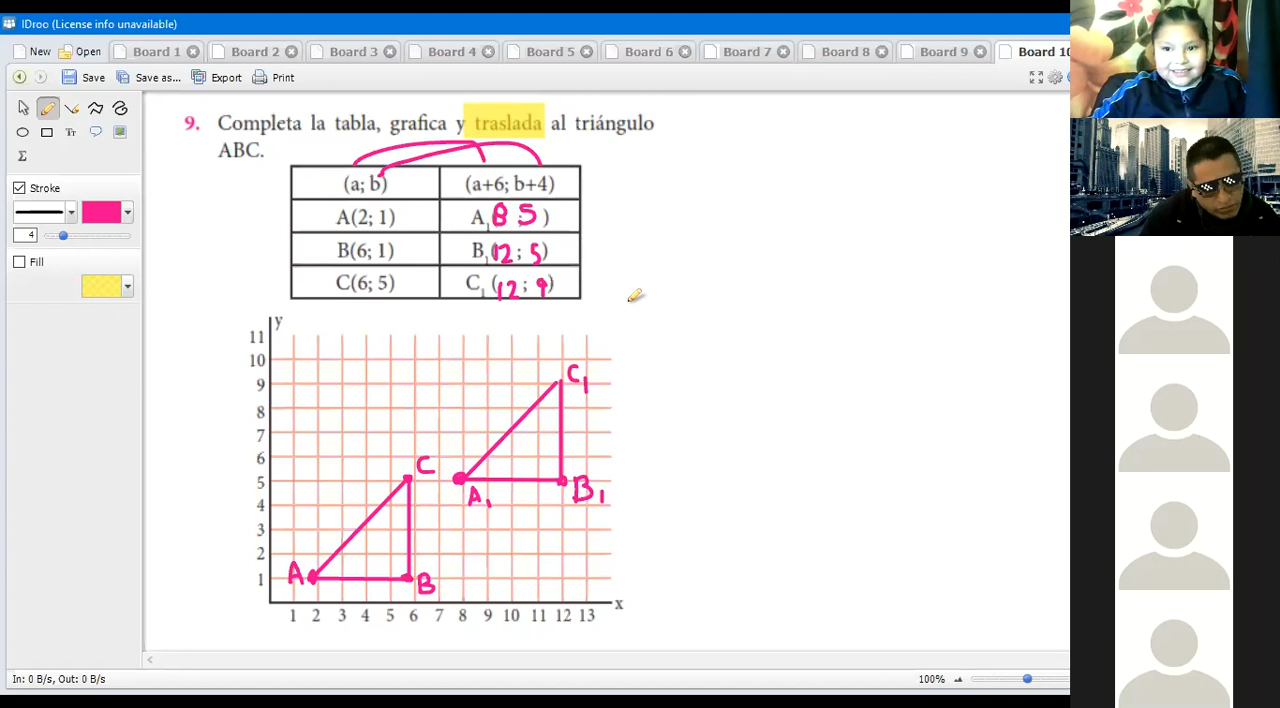 IDroo (License info unavailable)
New Open Board 1 Board 2 Board 3 Board 4 Board 5 Board 6 Board 7 Board 8 Board 9 Board 10
Save Save as... Export Print
Tr
Σ
Stroke
4
Fill
9. Completa la tabla, grafica y traslada al triángulo
ABC.
(a; b) (a+6; b+4)
A(2; 1) A₁ 8 5 )
B(6; 1) B₁(12; 5)
C(6; 5) C₁ (12; 9)
y
11
10
9
8
7
6
5
4
3
2
1
C₁
C
A₁ B₁
A B
x
1 2 3 4 5 6 7 8 9 10 11 12 13
In: 0 B/s, Out: 0 B/s 100%